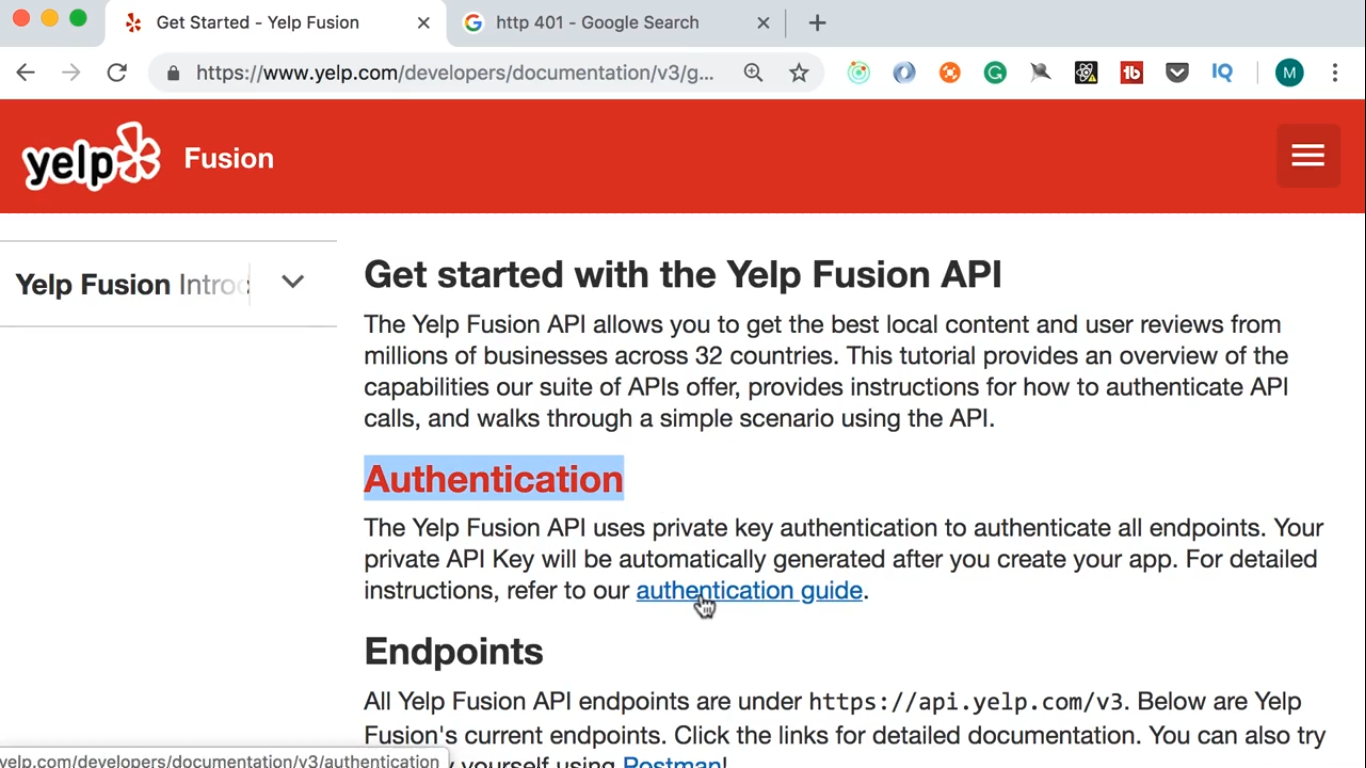 Get Started - Yelp Fusion
http 401 - Google Search
https://www.yelp.com/developers/documentation/v3/g...
M
yelp Fusion
Yelp Fusion Introd
Get started with the Yelp Fusion API
The Yelp Fusion API allows you to get the best local content and user reviews from
millions of businesses across 32 countries. This tutorial provides an overview of the
capabilities our suite of APIs offer, provides instructions for how to authenticate API
calls, and walks through a simple scenario using the API.
Authentication
The Yelp Fusion API uses private key authentication to authenticate all endpoints. Your
private API Key will be automatically generated after you create your app. For detailed
instructions, refer to our authentication guide.
Endpoints
All Yelp Fusion API endpoints are under https://api.yelp.com/v3. Below are Yelp
Fusion's current endpoints. Click the links for detailed documentation. You can also try
yourself using Postman!
yelp.com/developers/documentation/v3/authentication